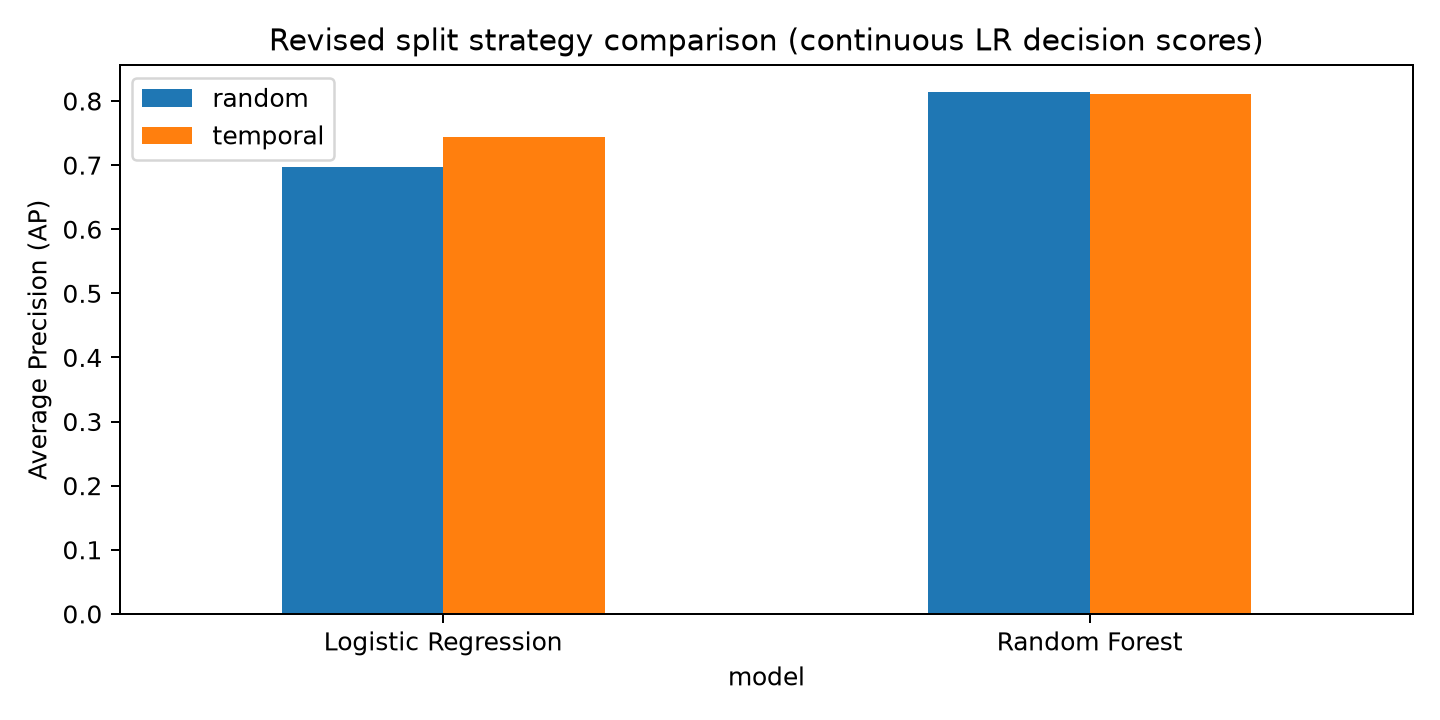 Revised split strategy comparison (continuous LR decision scores)
random
temporal
Average Precision (AP)
0.8
0.7
0.6
0.5
0.4
0.3
0.2
0.1
0.0
Logistic Regression
Random Forest
model